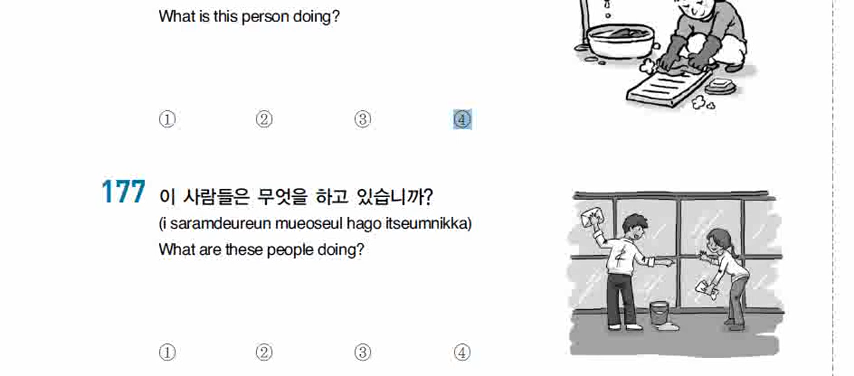 What is this person doing?
① ② ③ ④
177 이 사람들은 무엇을 하고 있습니까?
(i saramdeureun mueoseul hago itseumnikka)
What are these people doing?
① ② ③ ④